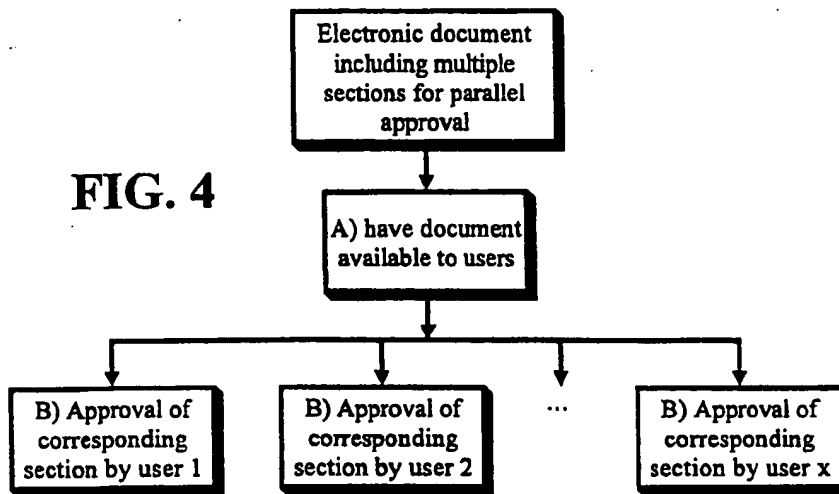 Electronic document
including multiple
sections for parallel
approval
FIG. 4
A) have document
available to users
B) Approval of
corresponding
section by user 1
B) Approval of
corresponding
section by user 2
...
B) Approval of
corresponding
section by user x